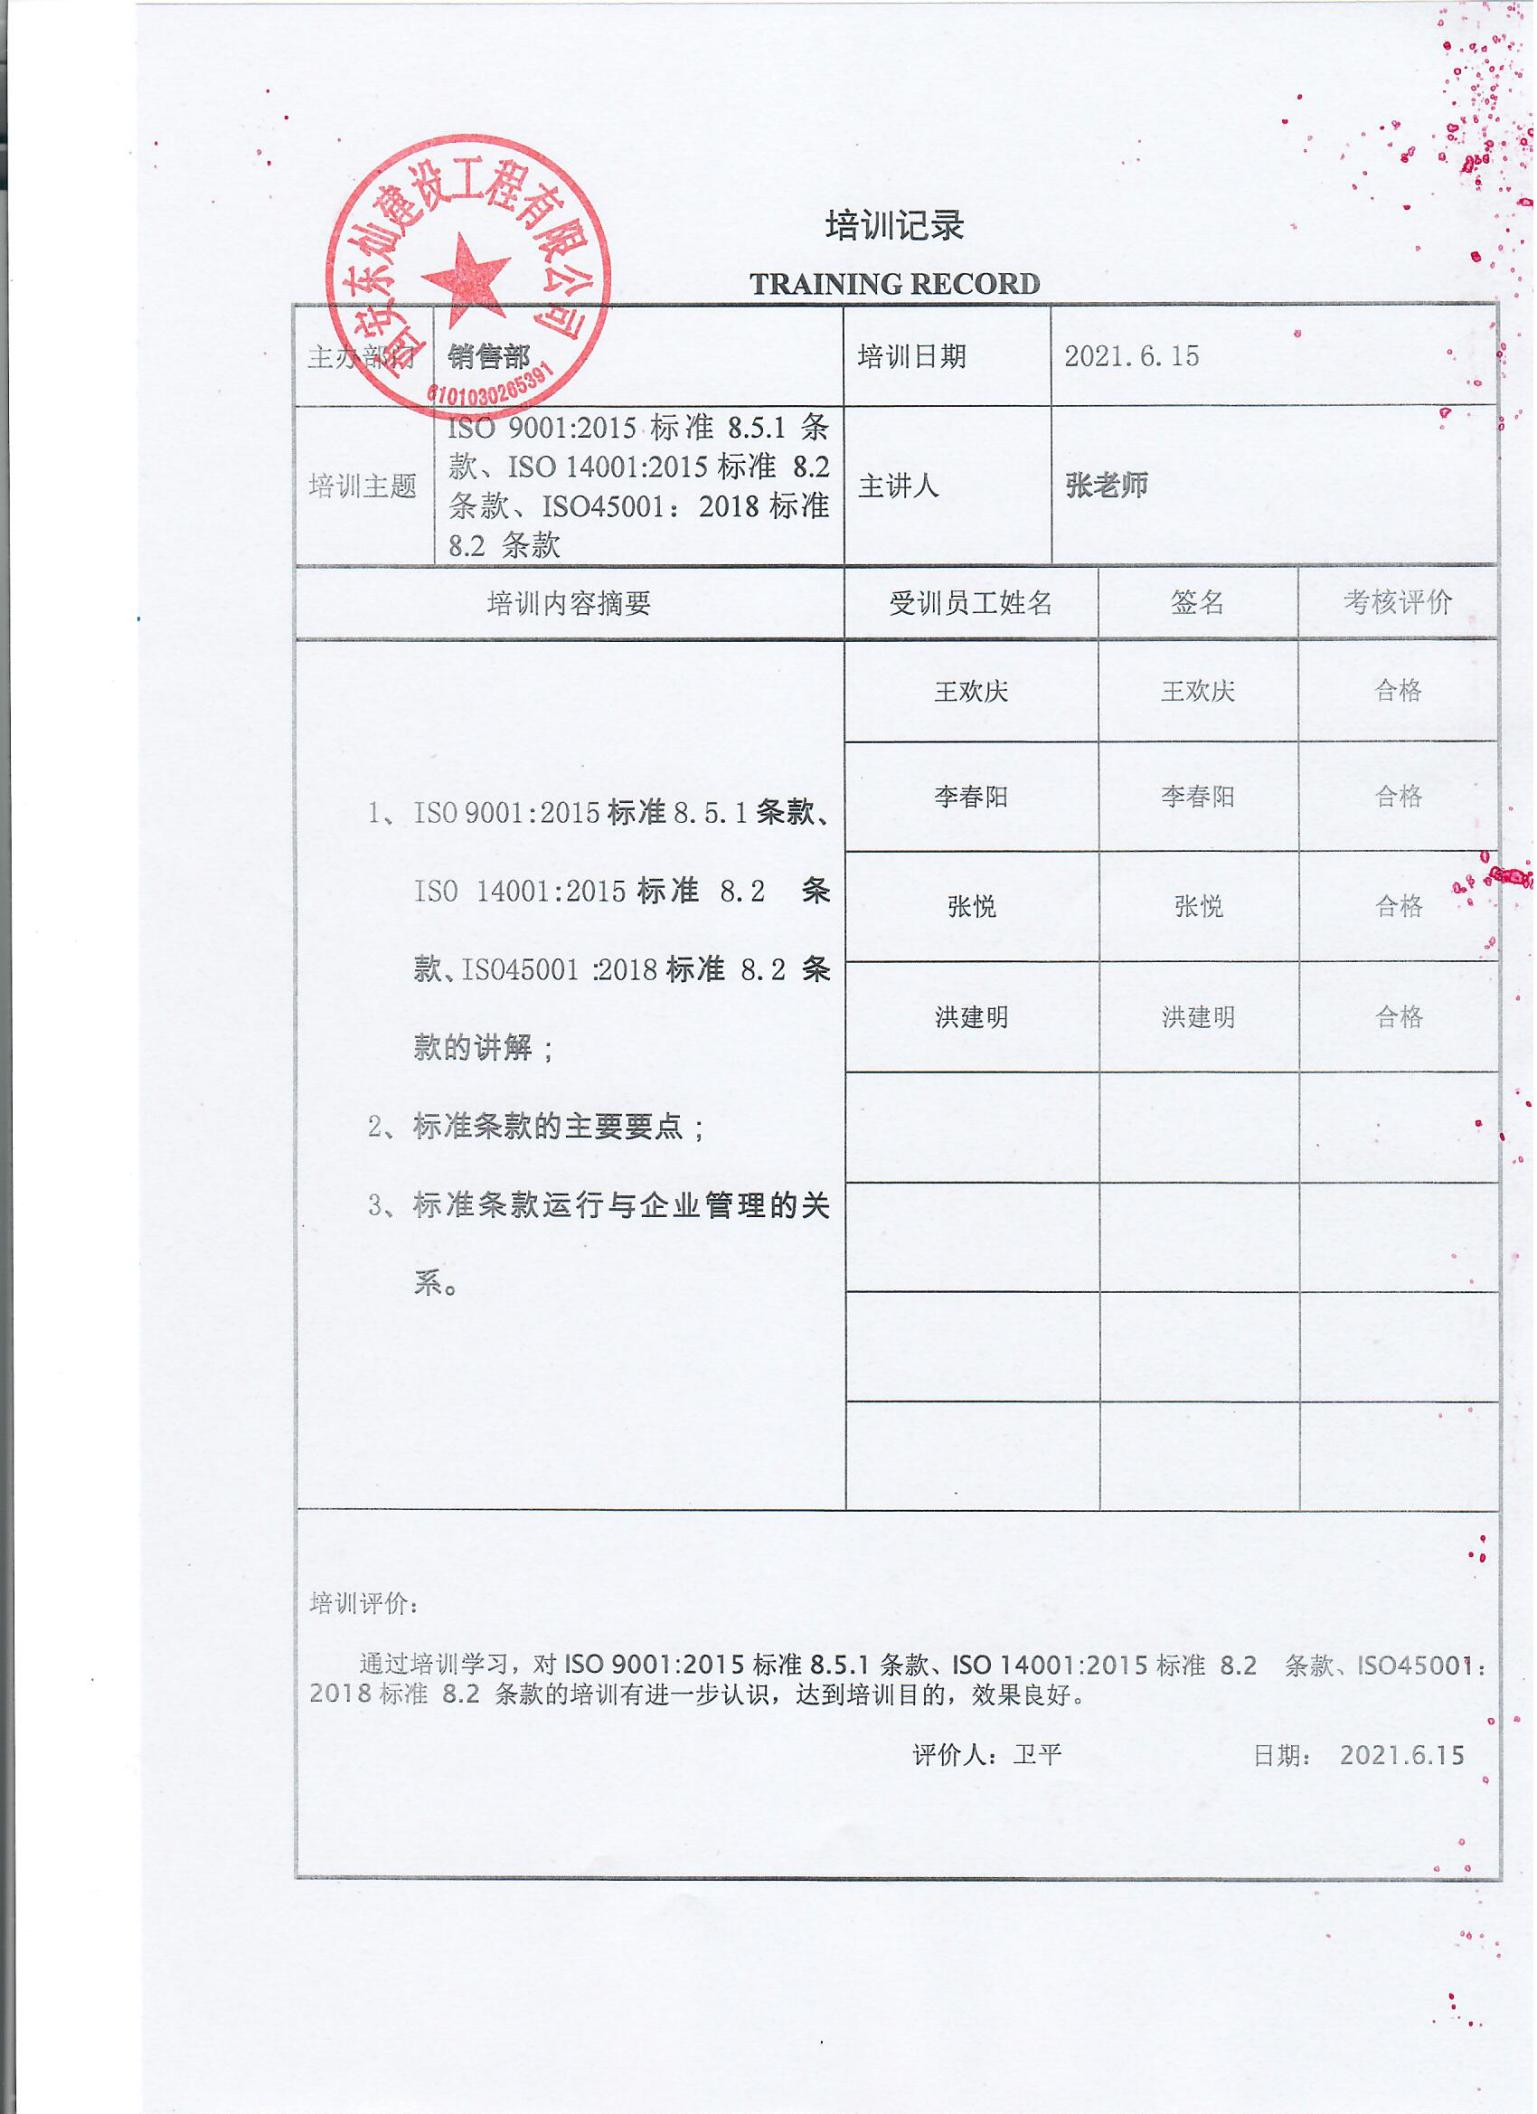 西安东灿建设工程有限公司
6101030265391
培训记录
TRAINING RECORD
主办部门 销售部 培训日期 2021.6.15
培训主题
ISO 9001:2015 标准 8.5.1 条
款、ISO 14001:2015 标准 8.2
条款、ISO45001：2018 标准
8.2 条款
主讲人 张老师
培训内容摘要 受训员工姓名 签名 考核评价
1、ISO 9001:2015 标准 8.5.1 条款、
ISO 14001:2015 标准 8.2 条
款、ISO45001 :2018 标准 8.2 条
款的讲解；
2、标准条款的主要要点；
3、标准条款运行与企业管理的关
系。
王欢庆 王欢庆 合格
李春阳 李春阳 合格
张悦 张悦 合格
洪建明 洪建明 合格
培训评价：
通过培训学习，对 ISO 9001:2015 标准 8.5.1 条款、ISO 14001:2015 标准 8.2 条款、ISO45001：
2018 标准 8.2 条款的培训有进一步认识，达到培训目的，效果良好。
评价人：卫平 日期： 2021.6.15